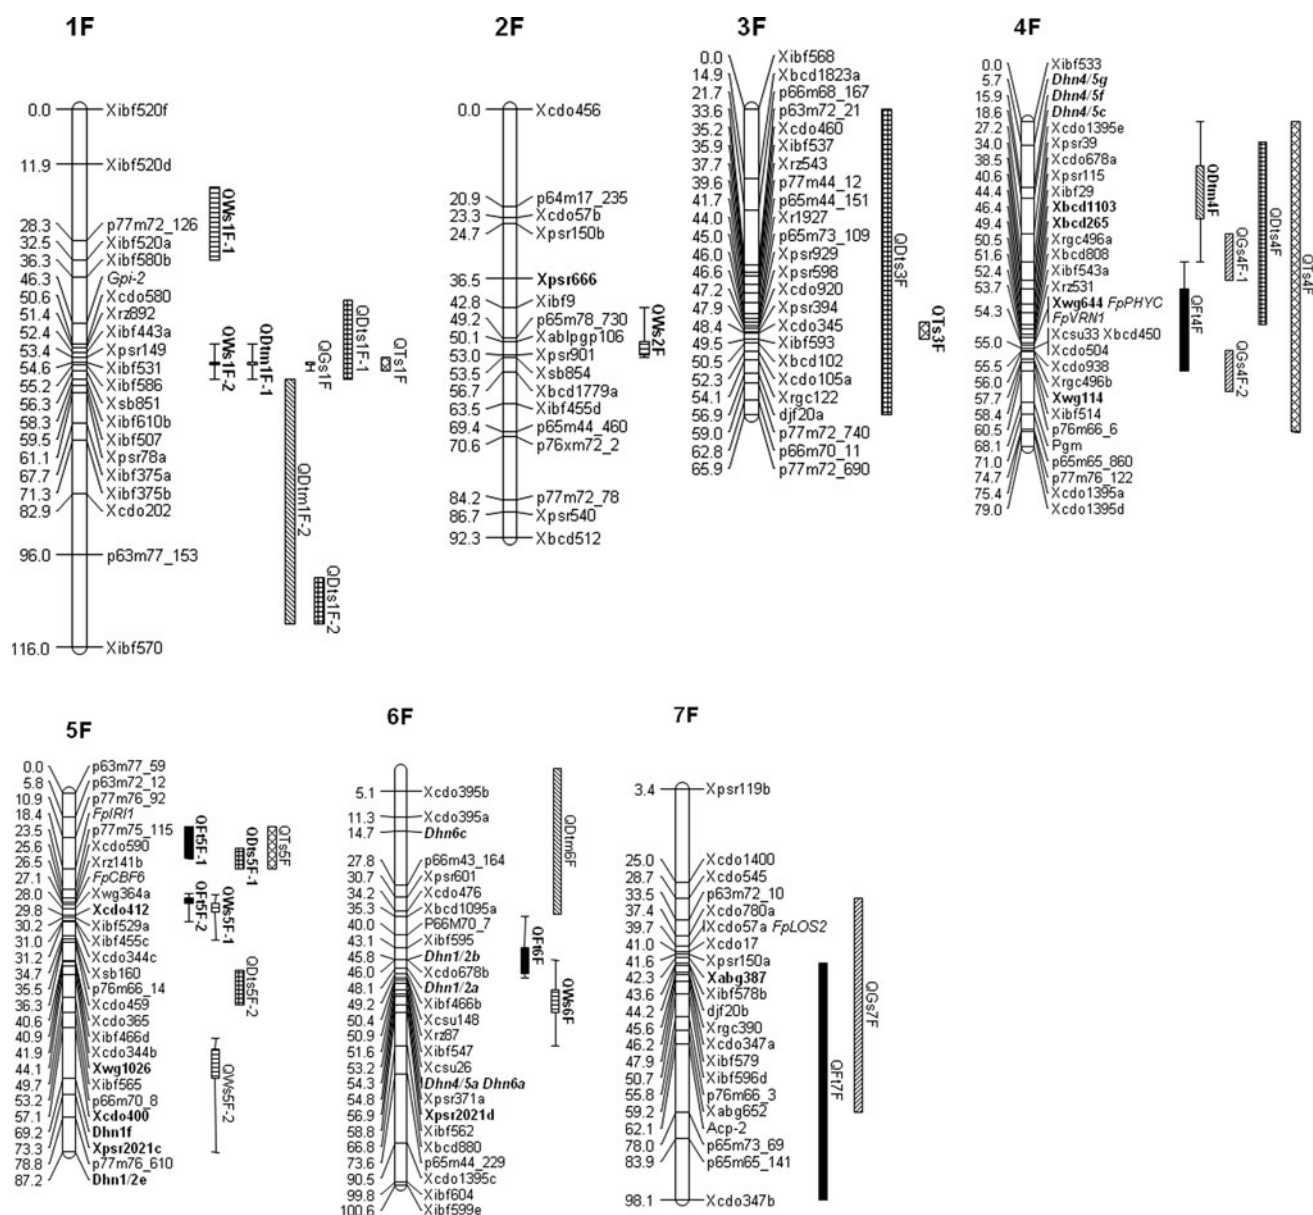 1F
0.0 Xibf520f
11.9 Xibf520d
28.3 p77m72_126
32.5 Xibf520a
36.3 Xibf580b
46.3 Gpi-2
50.6 Xcdo580
51.4 Xrz892
52.4 Xibf443a
53.4 Xpsr149
54.6 Xibf531
55.2 Xibf586
56.3 Xsb851
58.3 Xibf610b
59.5 Xibf507
61.1 Xpsr78a
67.7 Xibf375a
71.3 Xibf375b
82.9 Xcdo202
96.0 p63m77_153
116.0 Xibf570
QWs1F-1
QWs1F-2
QDtm1F-1
QDtm1F-2
QGs1F
QDts1F-1
QDts1F-2
QTs1F
2F
0.0 Xcdo456
20.9 p64m17_235
23.3 Xcdo57b
24.7 Xpsr150b
36.5 Xpsr666
42.8 Xibf9
49.2 p65m78_730
50.1 Xablpgp106
53.0 Xpsr901
53.5 Xsb854
56.7 Xbcd1779a
63.5 Xibf455d
69.4 p65m44_460
70.6 p76xm72_2
84.2 p77m72_78
86.7 Xpsr540
92.3 Xbcd512
QWs2F
3F
0.0 Xibf568
14.9 Xbcd1823a
21.7 p66m68_167
33.6 p63m72_21
35.2 Xcdo460
35.9 Xibf537
37.7 Xrz543
39.6 p77m44_12
41.7 p65m44_151
44.0 Xr1927
45.0 p65m73_109
46.0 Xpsr929
46.6 Xpsr598
47.2 Xcdo920
47.9 Xpsr394
48.4 Xcdo345
49.5 Xibf593
50.5 Xbcd102
52.3 Xcdo105a
54.1 Xrgc122
56.9 djf20a
59.0 p77m72_740
62.8 p66m70_11
65.9 p77m72_690
QDts3F
QTs3F
4F
0.0 Xibf533
5.7 Dhn4/5g
15.9 Dhn4/5f
18.6 Dhn4/5c
27.2 Xcdo1395e
34.0 Xpsr39
38.5 Xcdo678a
40.6 Xpsr115
44.4 Xibf29
46.4 Xbcd1103
49.4 Xbcd265
50.5 Xrgc496a
51.6 Xbcd808
52.4 Xibf543a
53.7 Xrz531
54.3 Xwg644 FpPHYC
FpVRN1
55.0 Xcsu33 Xbcd450
Xcdo504
55.5 Xcdo938
56.0 Xrgc496b
57.7 Xwg114
58.4 Xibf514
60.5 p76m66_6
68.1 Pgm
71.0 p65m65_860
74.7 p77m76_122
75.4 Xcdo1395a
79.0 Xcdo1395d
QDtm4F
QFt4F
QGs4F-1
QGs4F-2
QDts4F
QTs4F
5F
0.0 p63m77_59
5.8 p63m72_12
10.9 p77m76_92
18.4 FpIRI1
23.5 p77m75_115
25.6 Xcdo590
26.5 Xrz141b
27.1 FpCBF6
28.0 Xwg364a
29.8 Xcdo412
30.2 Xibf529a
31.0 Xibf455c
31.2 Xcdo344c
34.7 Xsb160
35.5 p76m66_14
36.3 Xcdo459
40.6 Xcdo365
40.9 Xibf466d
41.9 Xcdo344b
44.1 Xwg1026
49.7 Xibf565
53.2 p66m70_8
57.1 Xcdo400
69.2 Dhn1f
73.3 Xpsr2021c
78.8 p77m76_610
87.2 Dhn1/2e
QFt5F-1
QFt5F-2
QWs5F-1
QWs5F-2
QDts5F-1
QDts5F-2
QTs5F
6F
5.1 Xcdo395b
11.3 Xcdo395a
14.7 Dhn6c
27.8 p66m43_164
30.7 Xpsr601
34.2 Xcdo476
35.3 Xbcd1095a
40.0 P66M70_7
43.1 Xibf595
45.8 Dhn1/2b
46.0 Xcdo678b
48.1 Dhn1/2a
49.2 Xibf466b
50.4 Xcsu148
50.9 Xrz87
51.6 Xibf547
53.2 Xcsu26
54.3 Dhn4/5a Dhn6a
54.8 Xpsr371a
56.9 Xpsr2021d
58.8 Xibf562
66.8 Xbcd880
73.6 p65m44_229
90.5 Xcdo1395c
99.8 Xibf604
100.6 Xibf599e
QDtm6F
QFt6F
QWs6F
7F
3.4 Xpsr119b
25.0 Xcdo1400
28.7 Xcdo545
33.5 p63m72_10
37.4 Xcdo780a
39.7 Xcdo57a FpLOS2
41.0 Xcdo17
41.6 Xpsr150a
42.3 Xabg387
43.6 Xibf578b
44.2 djf20b
45.6 Xrgc390
46.2 Xcdo347a
47.9 Xibf579
50.7 Xibf596d
55.8 p76m66_3
59.2 Xabg652
62.1 Acp-2
78.0 p65m73_69
83.9 p65m65_141
98.1 Xcdo347b
QGs7F
QFt7F